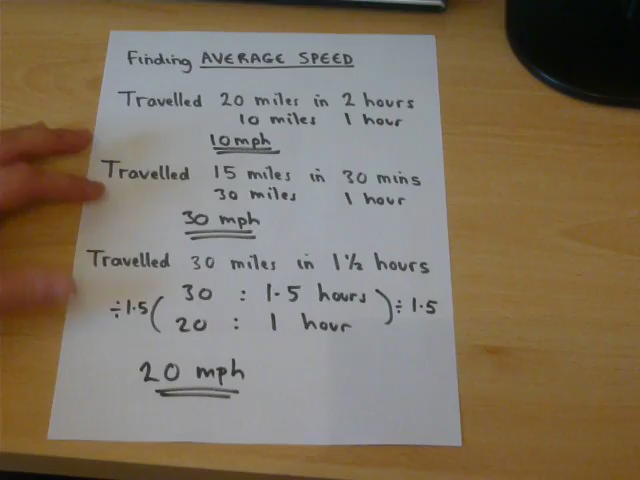 Finding AVERAGE SPEED
Travelled 20 miles in 2 hours
10 miles 1 hour
10 mph
Travelled 15 miles in 30 mins
30 miles 1 hour
30 mph
Travelled 30 miles in 1½ hours
÷1.5 ( 30 : 1.5 hours ) ÷ 1.5
20 : 1 hour
20 mph